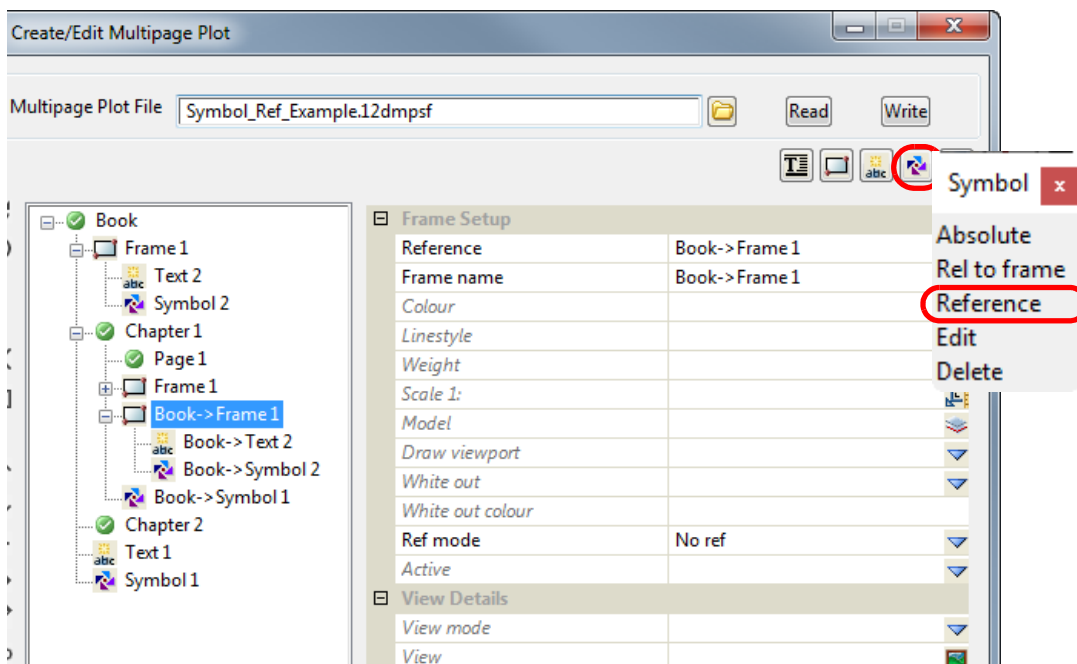 Create/Edit Multipage Plot
x
Multipage Plot File
Symbol_Ref_Example.12dmpsf
Read
Write
T
abc
Symbol
x
Absolute
Rel to frame
Reference
Edit
Delete
Book
Frame 1
abc
Text 2
Symbol 2
Chapter 1
Page 1
Frame 1
Book->Frame 1
abc
Book->Text 2
Book->Symbol 2
Book->Symbol 1
Chapter 2
abc
Text 1
Symbol 1
Frame Setup
Reference Book->Frame 1
Frame name Book->Frame 1
Colour
Linestyle
Weight
Scale 1:
Model
Draw viewport
White out
White out colour
Ref mode No ref
Active
View Details
View mode
View